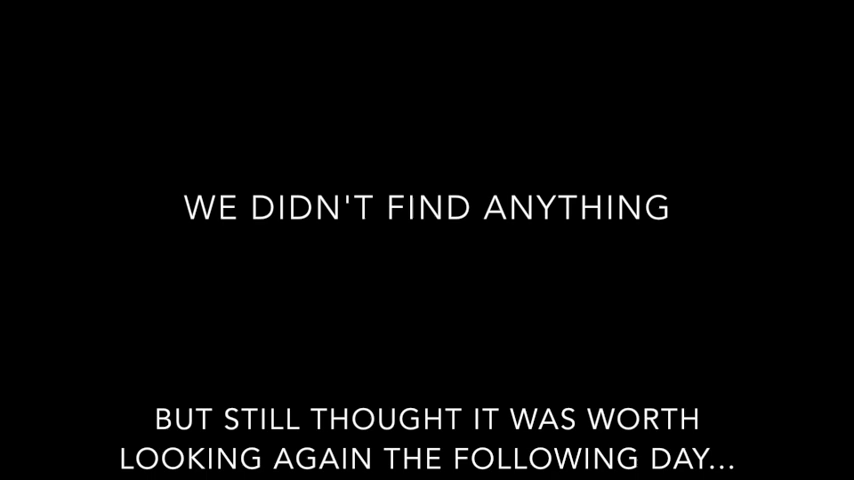 WE DIDN'T FIND ANYTHING
BUT STILL THOUGHT IT WAS WORTH
LOOKING AGAIN THE FOLLOWING DAY...